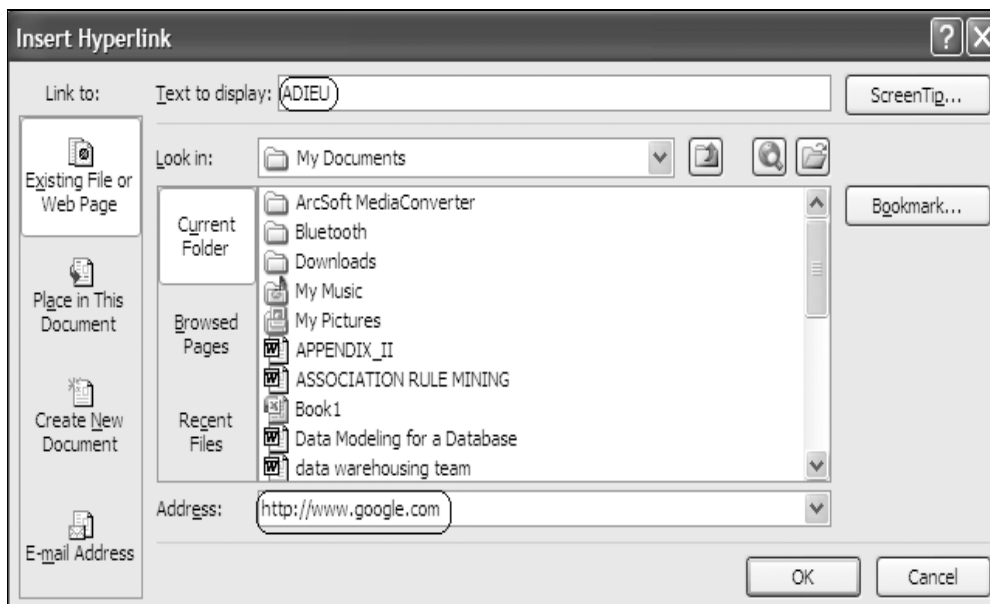 Insert Hyperlink
Link to:
Text to display: ADIEU
ScreenTip...
Existing File or
Web Page
Place in This
Document
Create New
Document
E-mail Address
Look in: My Documents
Current
Folder
Browsed
Pages
Recent
Files
ArcSoft MediaConverter
Bluetooth
Downloads
My Music
My Pictures
APPENDIX_II
ASSOCIATION RULE MINING
Book1
Data Modeling for a Database
data warehousing team
Bookmark...
Address: http://www.google.com
OK
Cancel